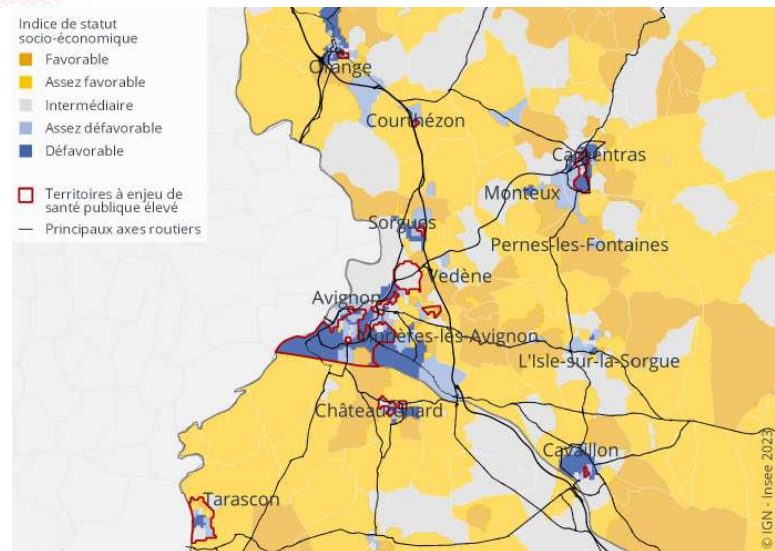 Indice de statut
socio-économique
Favorable
Assez favorable
Intermédiaire
Assez défavorable
Défavorable
Territoires à enjeu de
santé publique élevé
Principaux axes routiers
Orange
Courthézon
Carpentras
Monteux
Sorgues
Pernes-les-Fontaines
Vedène
Avignon
Morières-lès-Avignon
L'Isle-sur-la-Sorgue
Châteaurenard
Cavaillon
Tarascon
© IGN - Insee 2023